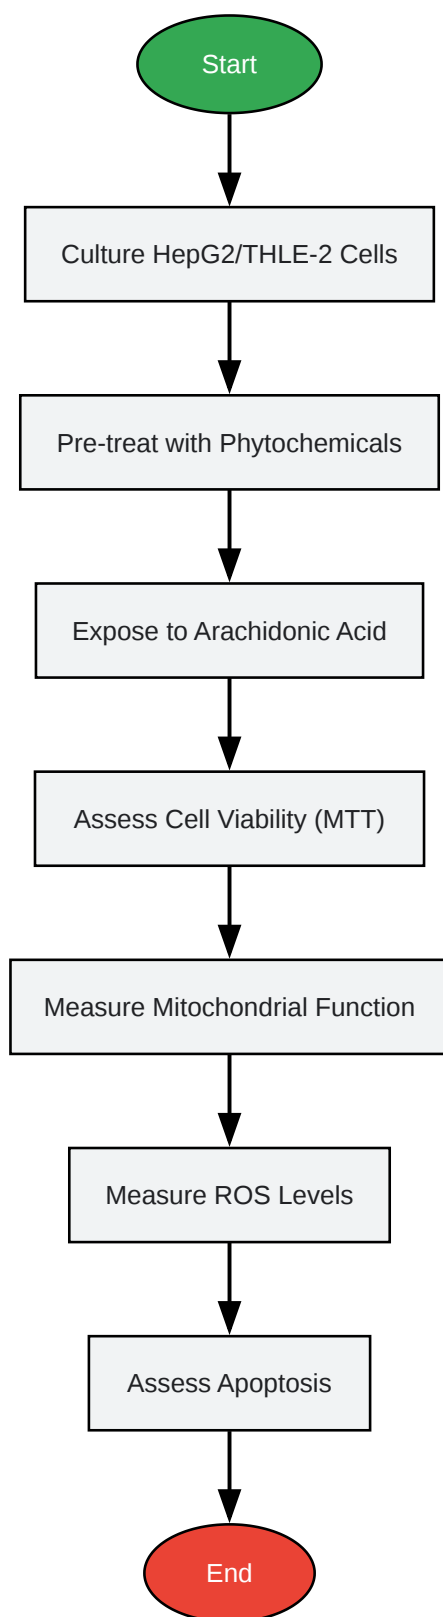 Start
Culture HepG2/THLE-2 Cells
Pre-treat with Phytochemicals
Expose to Arachidonic Acid
Assess Cell Viability (MTT)
Measure Mitochondrial Function
Measure ROS Levels
Assess Apoptosis
End